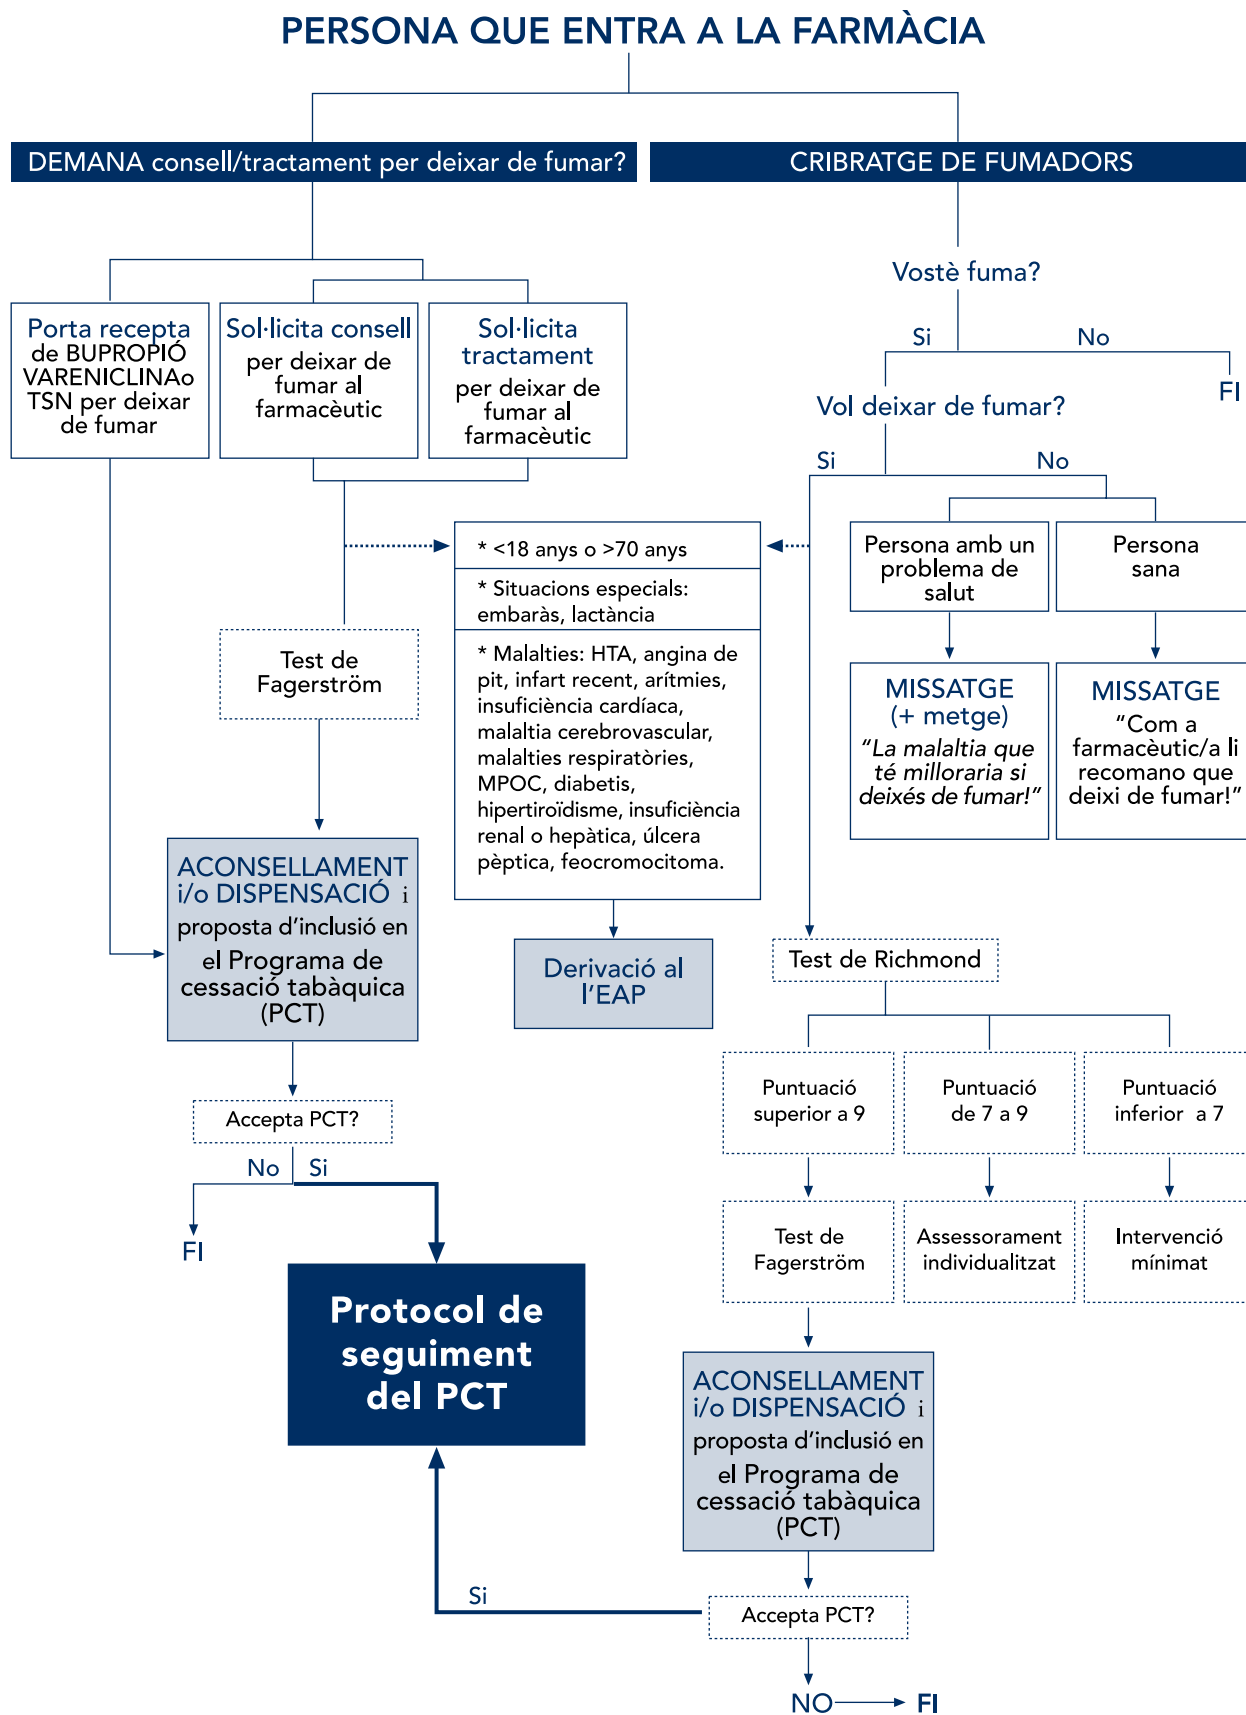 PERSONA QUE ENTRA A LA FARMÀCIA
DEMANA consell/tractament per deixar de fumar?
CRIBRATGE DE FUMADORS
Porta recepta
de BUPROPIÓ
VARENICLINAo
TSN per deixar
de fumar
Sol·licita consell
per deixar de
fumar al
farmacèutic
Sol·licita
tractament
per deixar de
fumar al
farmacèutic
Vostè fuma?
Si
No
FI
Vol deixar de fumar?
Si
No
Persona amb un
problema de
salut
Persona
sana
MISSATGE
(+ metge)
“La malaltia que
té milloraria si
deixés de fumar!”
MISSATGE
“Com a
farmacèutic/a li
recomano que
deixi de fumar!”
* <18 anys o >70 anys
* Situacions especials:
embaràs, lactància
* Malalties: HTA, angina de
pit, infart recent, arítmies,
insuficiència cardíaca,
malaltia cerebrovascular,
malalties respiratòries,
MPOC, diabetis,
hipertiroïdisme, insuficiència
renal o hepàtica, úlcera
pèptica, feocromocitoma.
Derivació al
l’EAP
Test de
Fagerström
ACONSELLAMENT
i/o DISPENSACIÓ i
proposta d’inclusió en
el Programa de
cessació tabàquica
(PCT)
Accepta PCT?
No
Si
FI
Protocol de
seguiment
del PCT
Test de Richmond
Puntuació
superior a 9
Puntuació
de 7 a 9
Puntuació
inferior a 7
Test de
Fagerström
Assessorament
individualitzat
Intervenció
mínimat
ACONSELLAMENT
i/o DISPENSACIÓ i
proposta d’inclusió en
el Programa de
cessació tabàquica
(PCT)
Accepta PCT?
Si
NO
FI